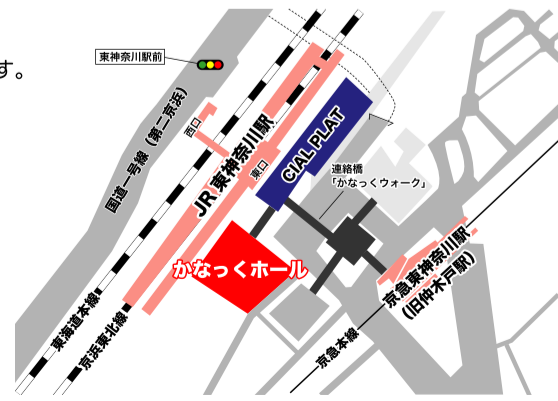 す。
東神奈川駅前
国道一号線（第二京浜）
西口
JR 東神奈川駅
東口
CIAL PLAT
連絡橋
「かなっくウォーク」
かなっくホール
京急東神奈川駅
（旧仲木戸駅）
東海道本線
京浜東北線
京急本線